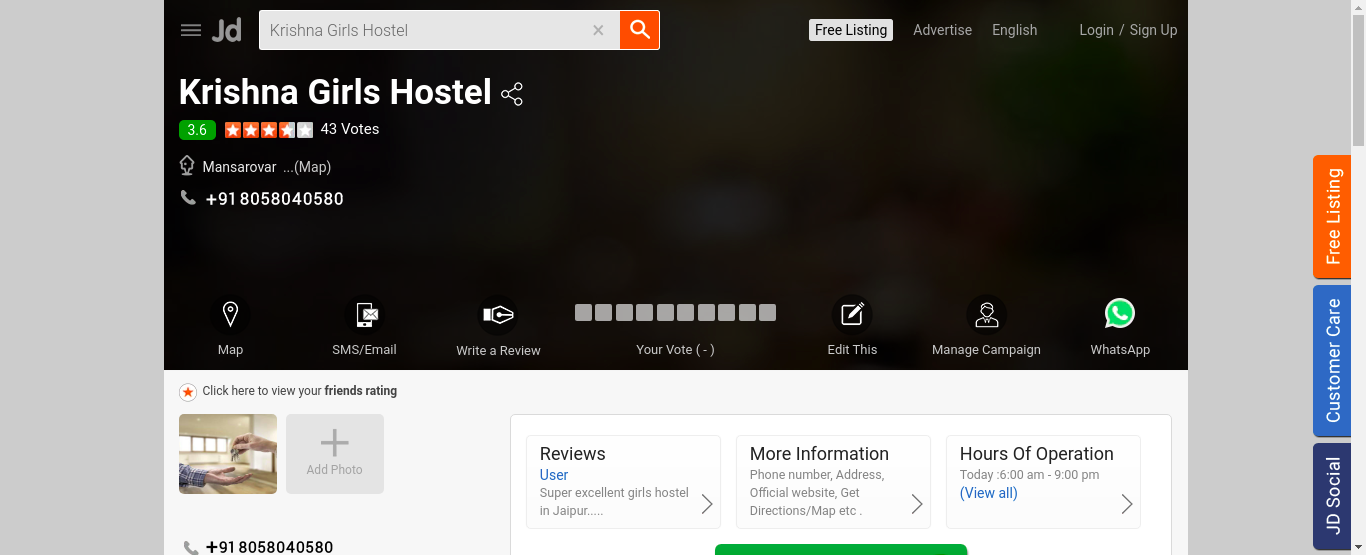 Jd Krishna Girls Hostel × Free Listing Advertise English Login / Sign Up
Krishna Girls Hostel
3.6 43 Votes
Mansarovar ...(Map)
+91 8058040580
Map SMS/Email Write a Review Your Vote ( - ) Edit This Manage Campaign WhatsApp
Click here to view your friends rating
Add Photo
+91 8058040580
Reviews
User
Super excellent girls hostel
in Jaipur.....
More Information
Phone number, Address,
Official website, Get
Directions/Map etc .
Hours Of Operation
Today :6:00 am - 9:00 pm
(View all)
Free Listing
Customer Care
JD Social